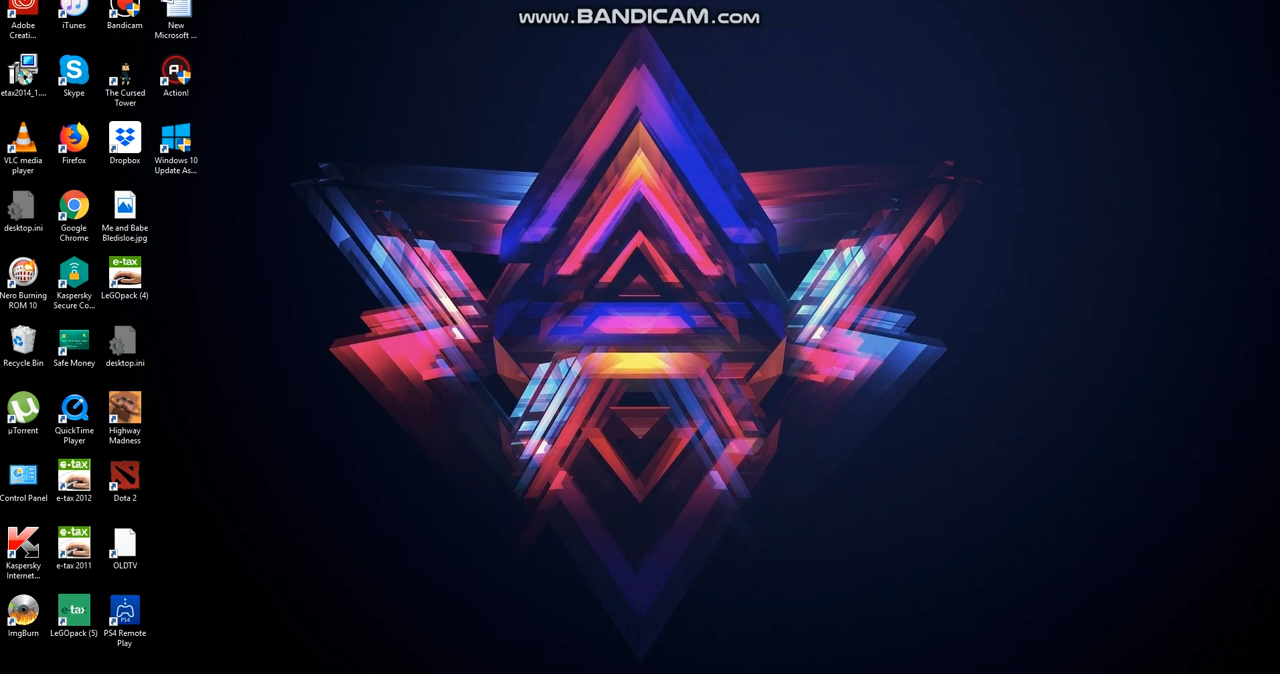 www.BANDICAM.com
Adobe
Creati...
iTunes
Bandicam
New
Microsoft ...
etax2014_1....
Skype
The Cursed
Tower
Action!
VLC media
player
Firefox
Dropbox
Windows 10
Update As...
desktop.ini
Google
Chrome
Me and Babe
Bledisloe.jpg
Nero Burning
ROM 10
Kaspersky
Secure Co...
e-tax
LeGOpack (4)
Recycle Bin
Safe Money
desktop.ini
µTorrent
QuickTime
Player
Highway
Madness
Control Panel
e-tax
e-tax 2012
Dota 2
Kaspersky
Internet...
e-tax
e-tax 2011
OLDTV
ImgBurn
e-tax
LeGOpack (5)
PS4
PS4 Remote
Play